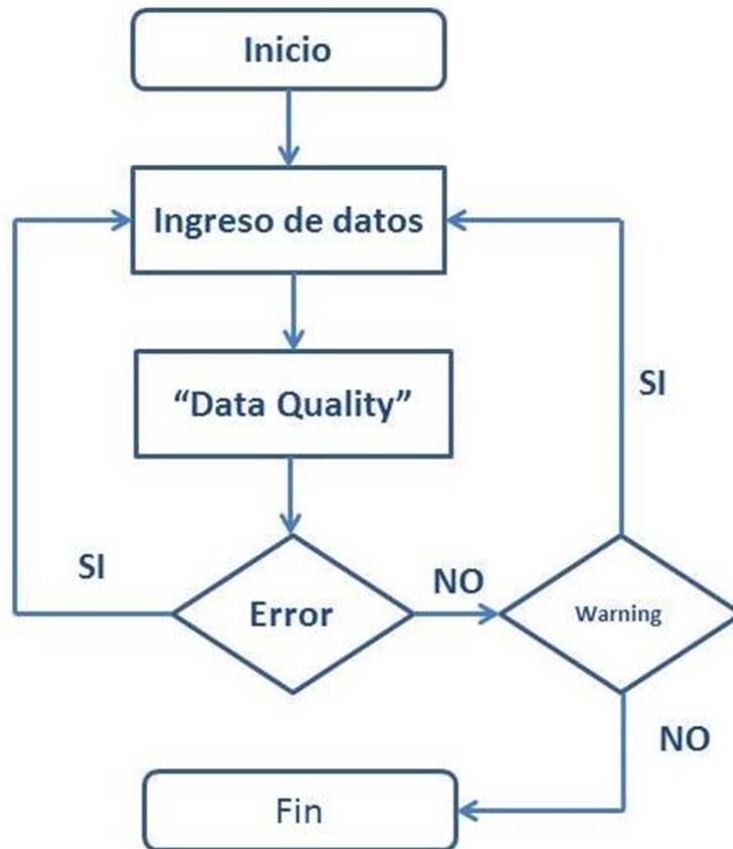 Inicio
Ingreso de datos
“Data Quality”
SI
SI
Error
NO
Warning
NO
Fin